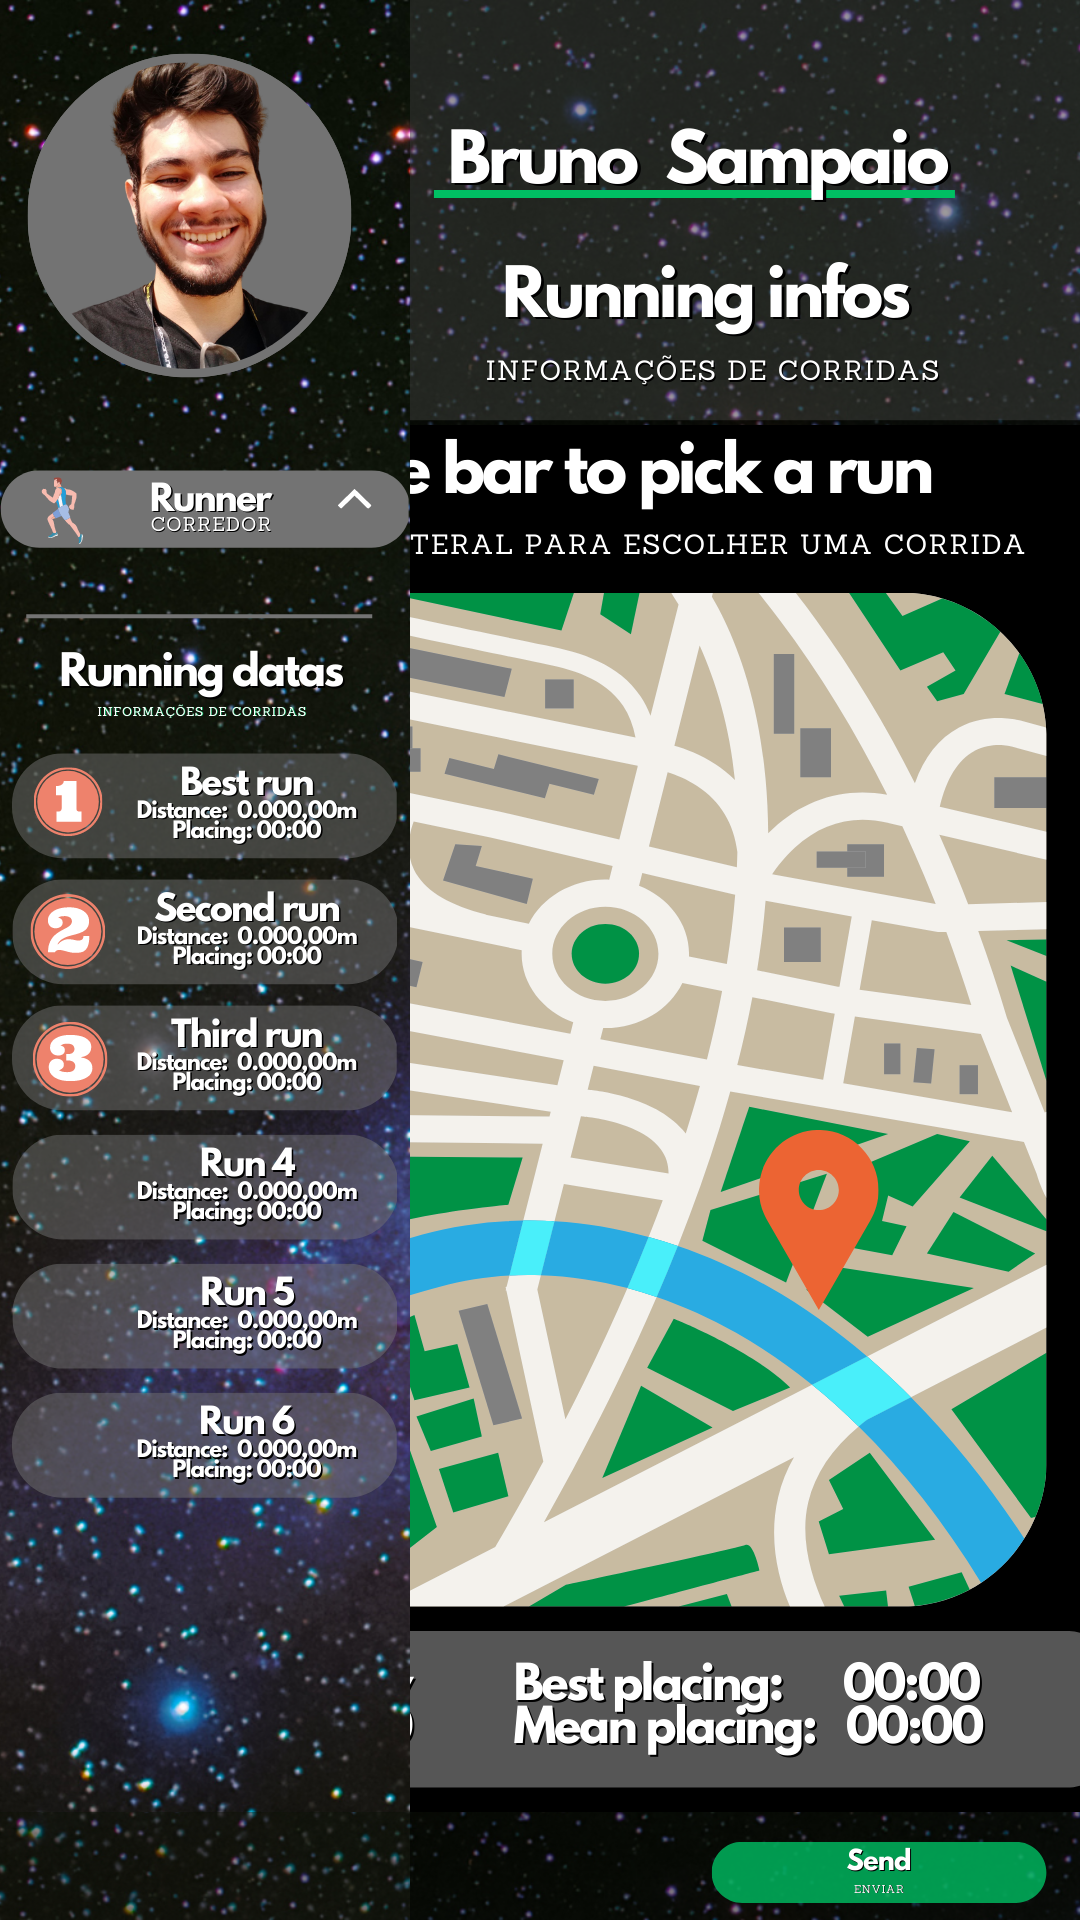 Bruno Sampaio
Running infos
INFORMAÇÕES DE CORRIDAS
Runner
CORREDOR
Running datas
INFORMAÇÕES DE CORRIDAS
1
Best run
Distance: 0.000,00m
Placing: 00:00
2
Second run
Distance: 0.000,00m
Placing: 00:00
3
Third run
Distance: 0.000,00m
Placing: 00:00
Run 4
Distance: 0.000,00m
Placing: 00:00
Run 5
Distance: 0.000,00m
Placing: 00:00
Run 6
Distance: 0.000,00m
Placing: 00:00
e bar to pick a run
TERAL PARA ESCOLHER UMA CORRIDA
Best placing: 00:00
Mean placing: 00:00
Send
ENVIAR